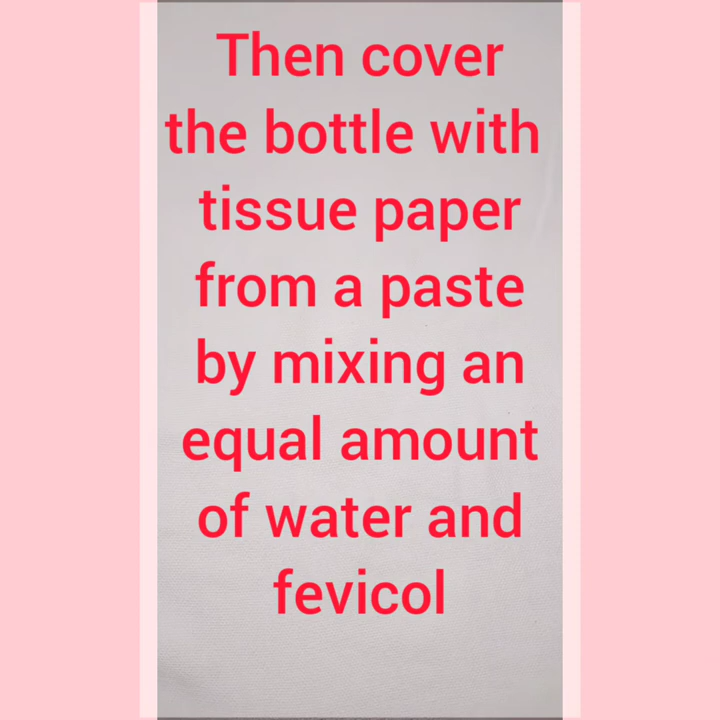 Then cover
the bottle with
tissue paper
from a paste
by mixing an
equal amount
of water and
fevicol